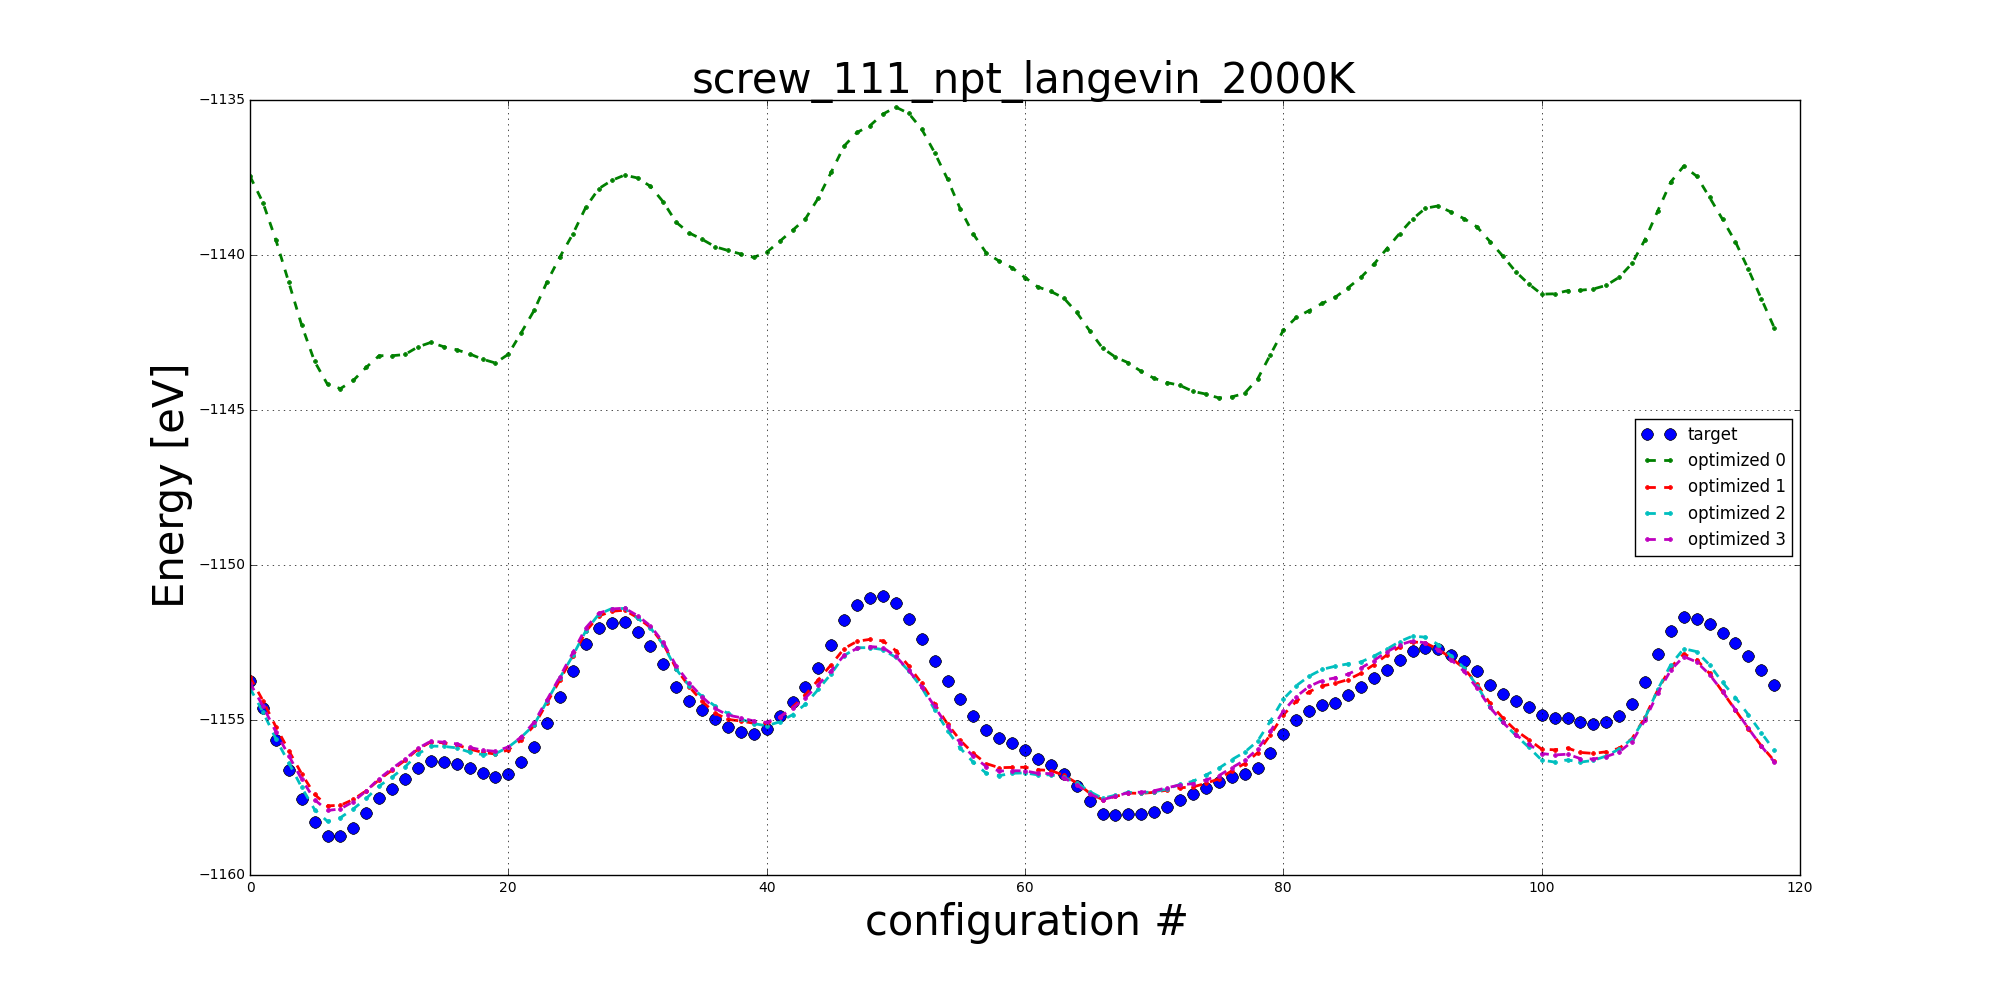 screw_111_npt_langevin_2000K
Energy [eV]
−1135
−1140
−1145
−1150
−1155
−1160
target
optimized 0
optimized 1
optimized 2
optimized 3
0 20 40 60 80 100 120
configuration #